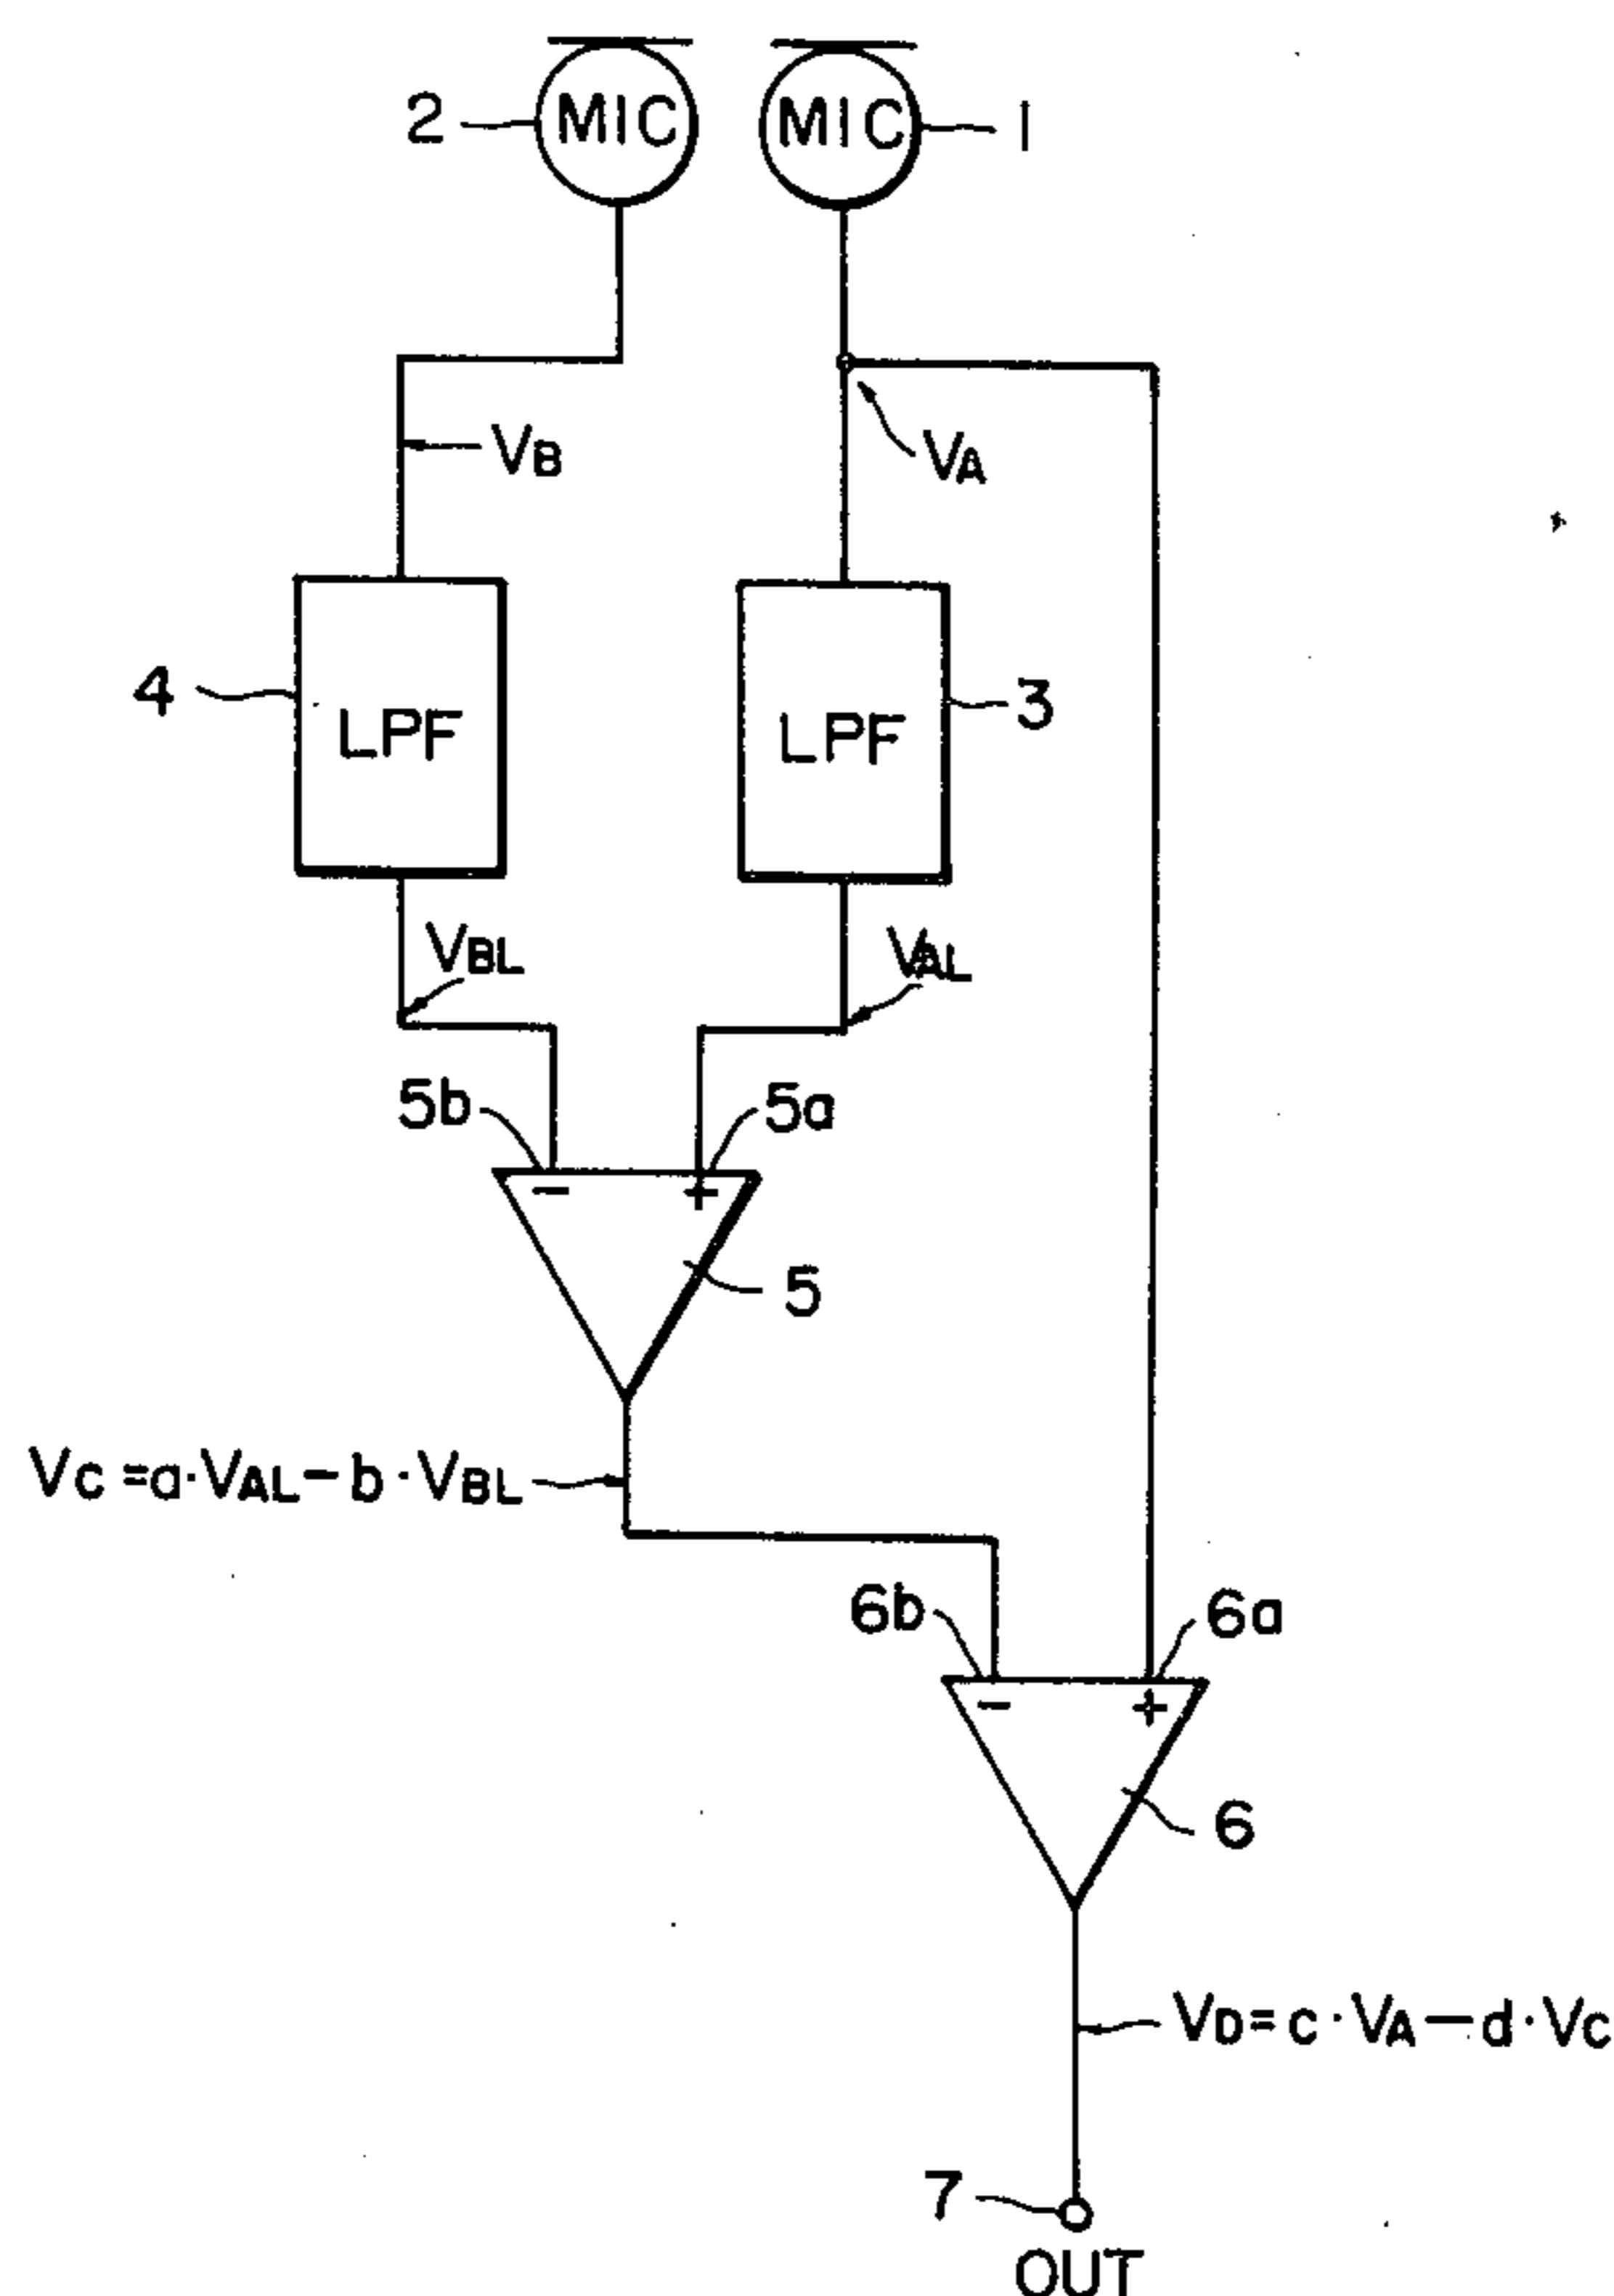 2 MIC MIC 1
VB VA
4 LPF LPF 3
VBL VAL
5b 5a
- +
5
VC=a·VAL-b·VBL
6b 6a
- +
6
VD=c·VA-d·VC
7
OUT